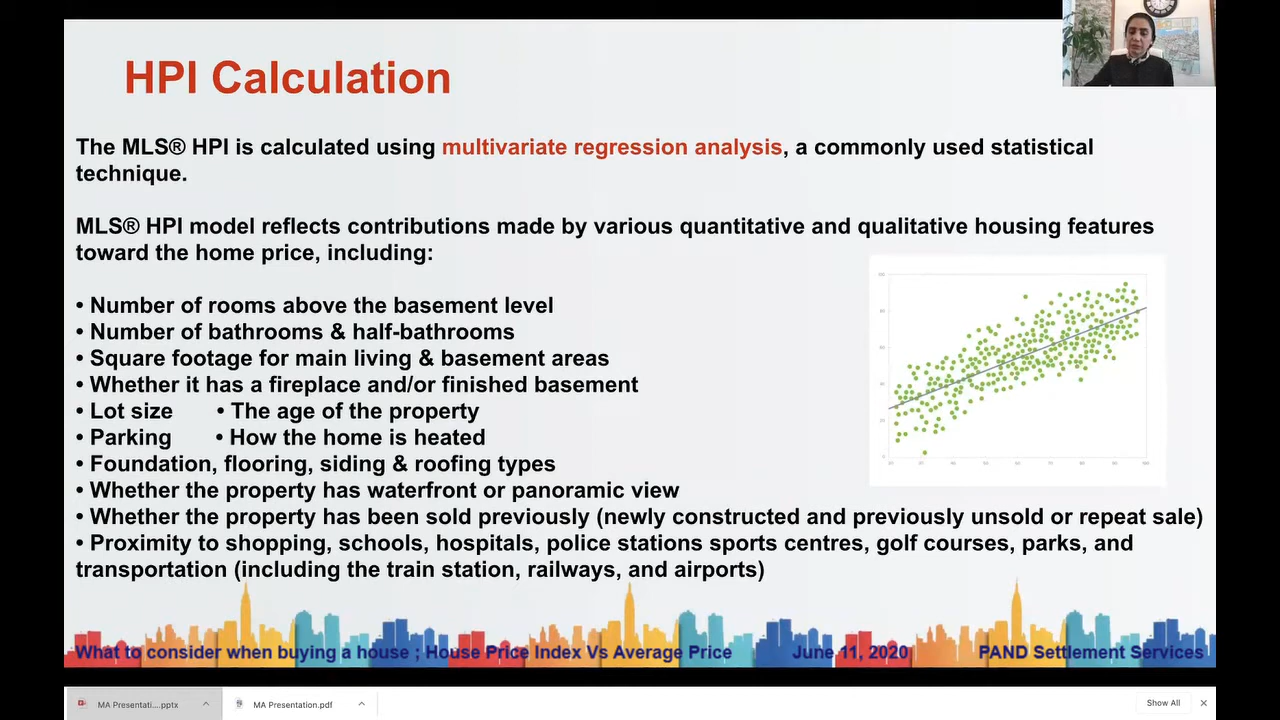 HPI Calculation
The MLS® HPI is calculated using multivariate regression analysis, a commonly used statistical
technique.
MLS® HPI model reflects contributions made by various quantitative and qualitative housing features
toward the home price, including:
• Number of rooms above the basement level
• Number of bathrooms & half-bathrooms
• Square footage for main living & basement areas
• Whether it has a fireplace and/or finished basement
• Lot size • The age of the property
• Parking • How the home is heated
• Foundation, flooring, siding & roofing types
• Whether the property has waterfront or panoramic view
• Whether the property has been sold previously (newly constructed and previously unsold or repeat sale)
• Proximity to shopping, schools, hospitals, police stations sports centres, golf courses, parks, and
transportation (including the train station, railways, and airports)
What to consider when buying a house ; House Price Index Vs Average Price June 11, 2020 PAND Settlement Services
MA Presentati....pptx MA Presentation.pdf Show All